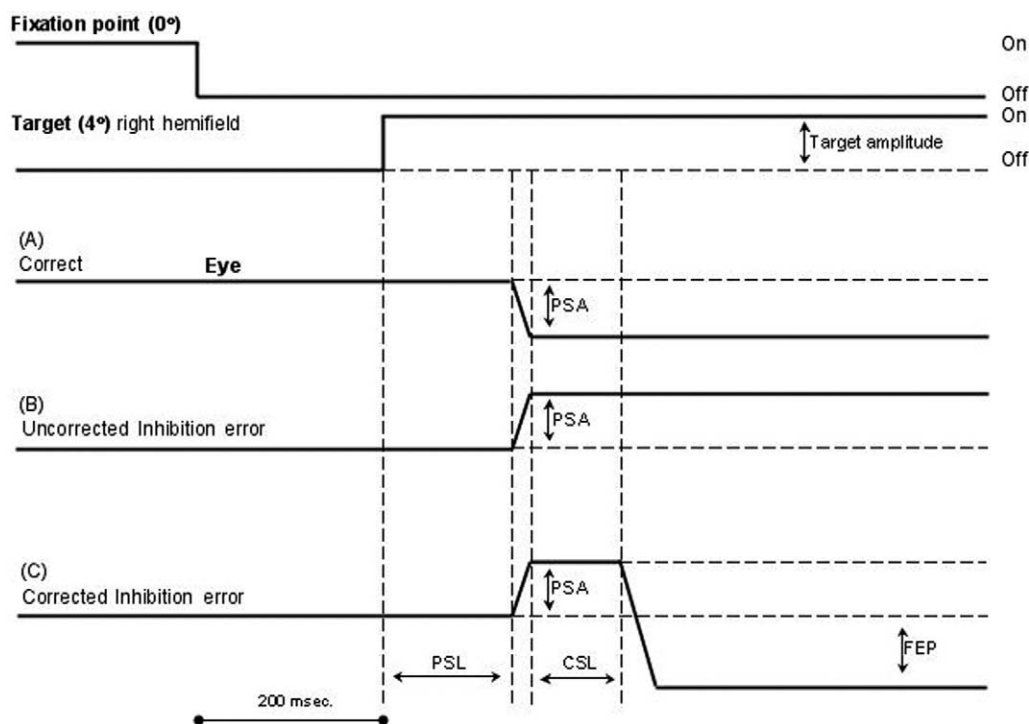 Fixation point (0°)
On
Off
Target (4°) right hemifield
On
Target amplitude
Off
(A)
Correct
Eye
PSA
(B)
Uncorrected Inhibition error
PSA
(C)
Corrected Inhibition error
PSA
FEP
PSL
CSL
200 msec.